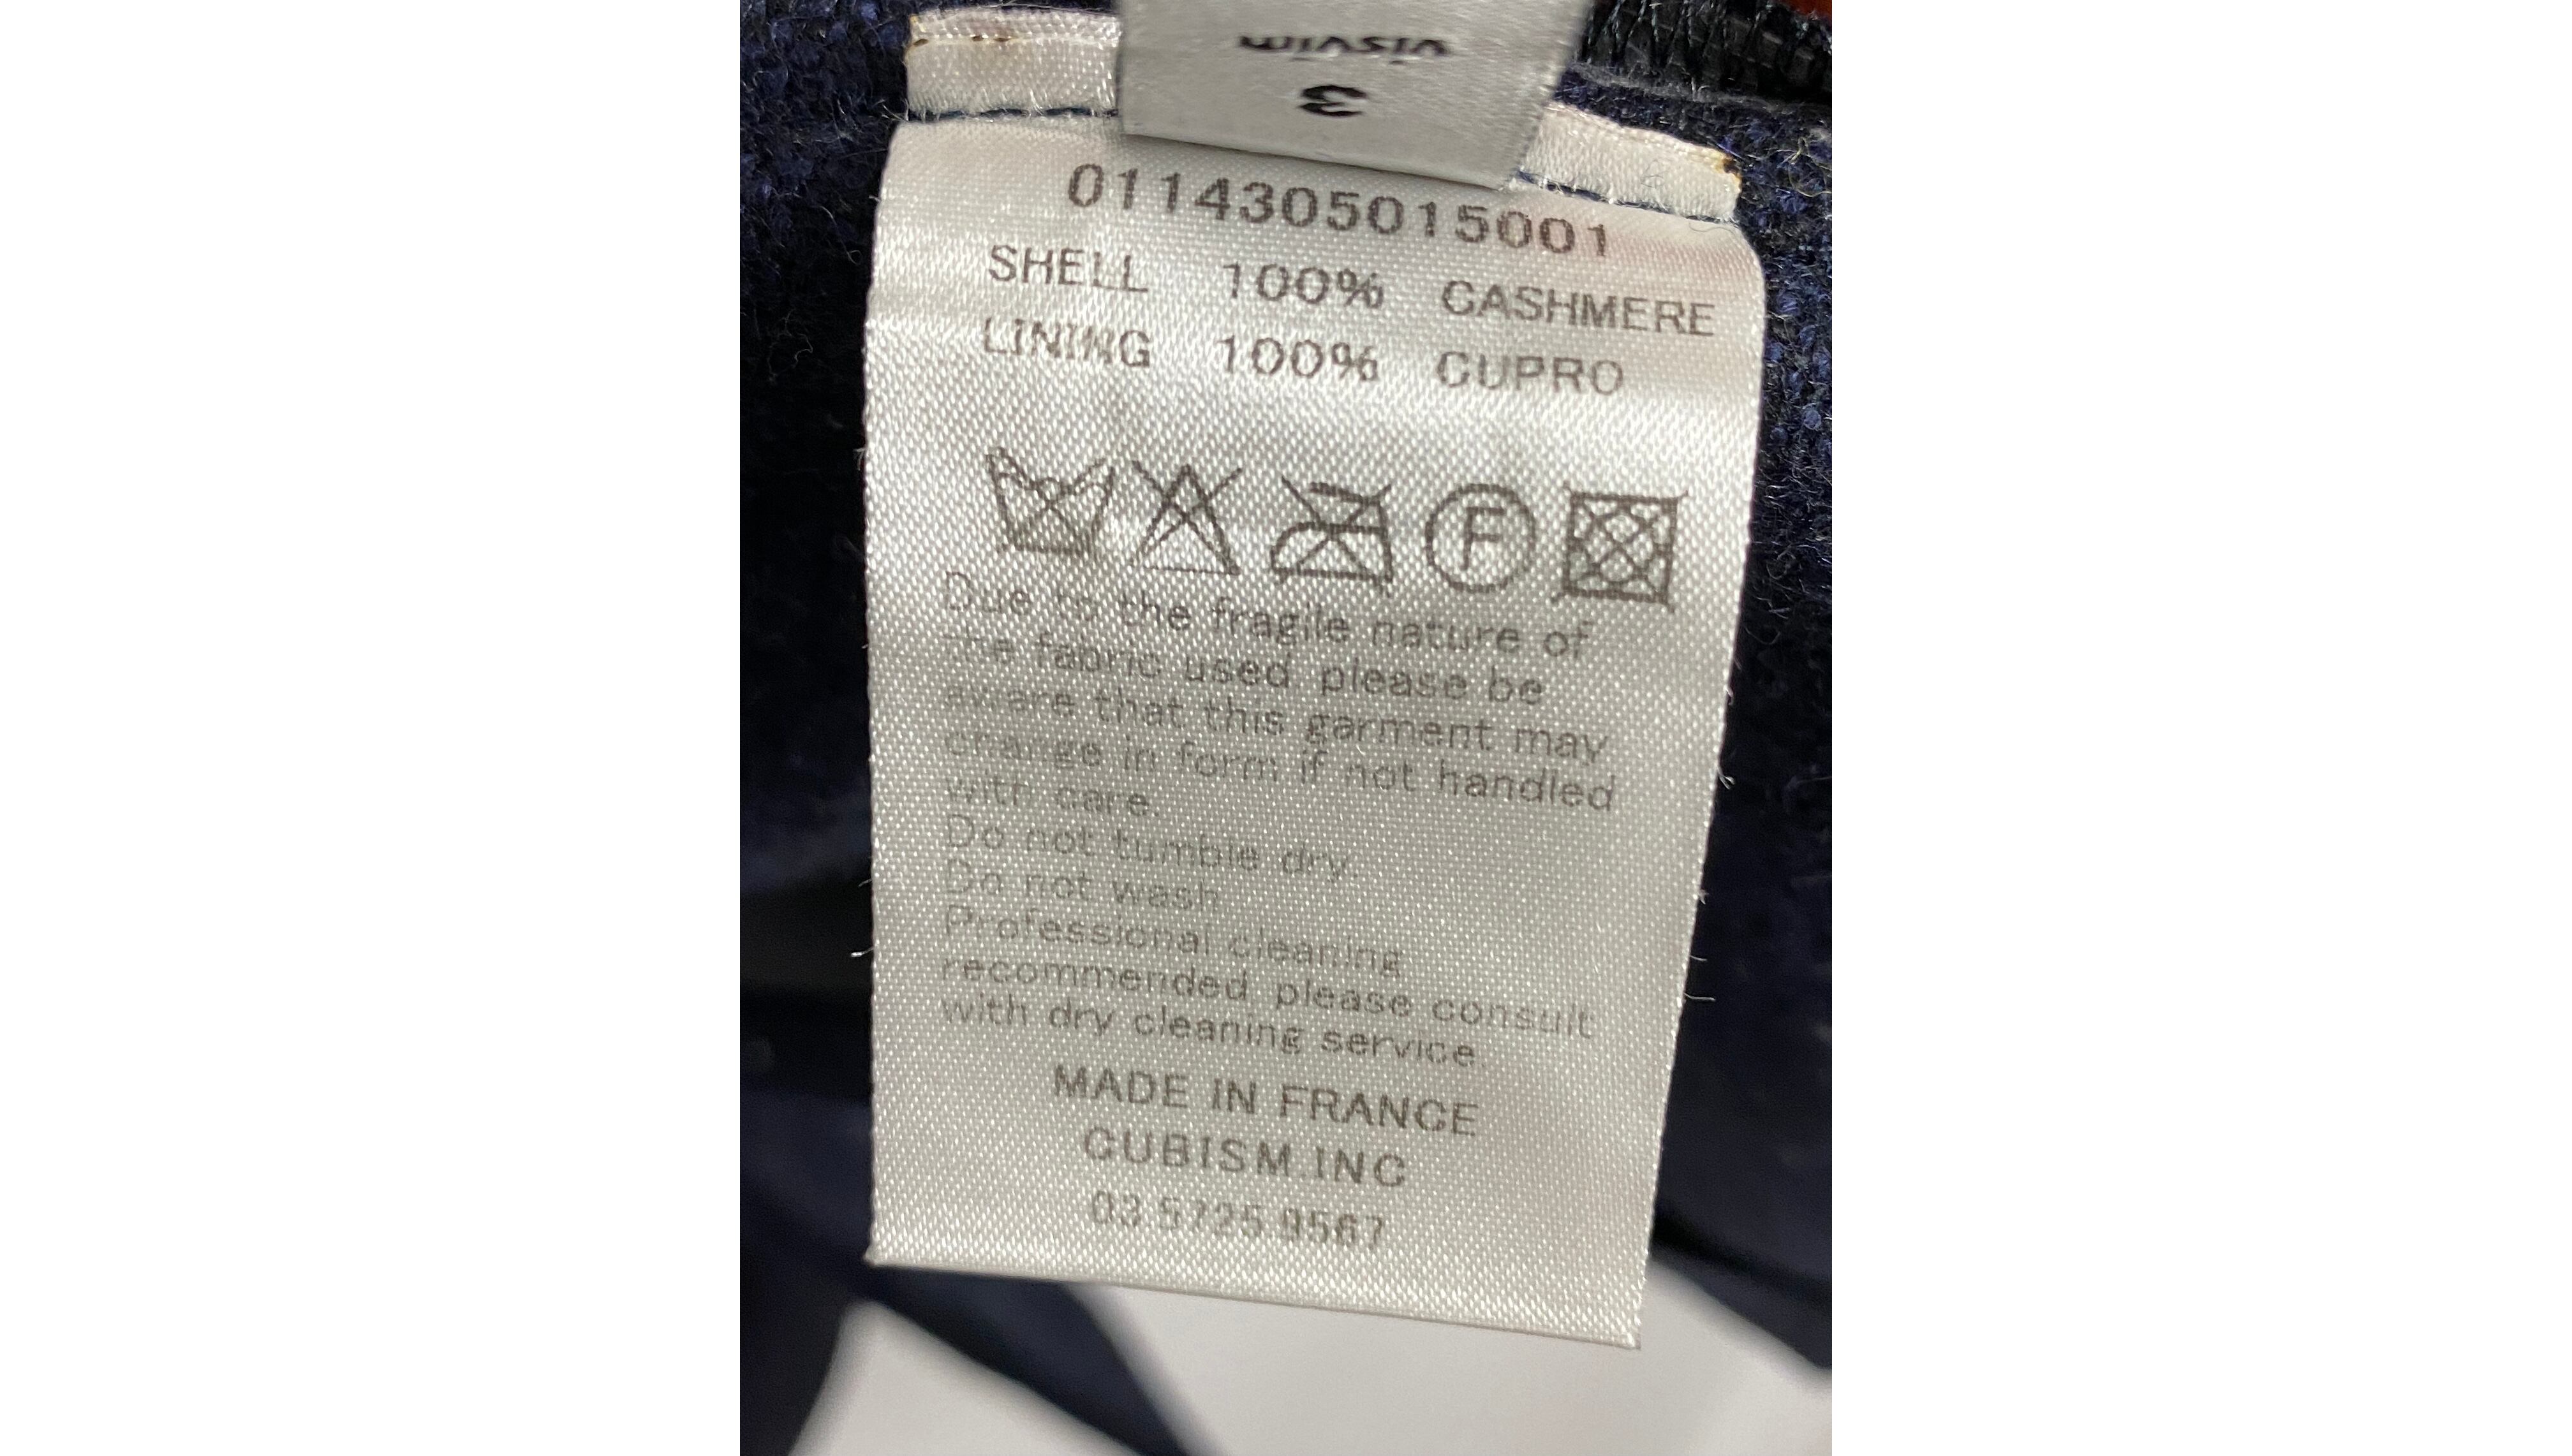 visvim
3
0114305015001
SHELL 100% CASHMERE
LINING 100% CUPRO
F
Due to the fragile nature of
the fabric used please be
aware that this garment may
change in form if not handled
with care.
Do not tumble dry.
Do not wash.
Professional cleaning
recommended please consult
with dry cleaning service.
MADE IN FRANCE
CUBISM.INC
03.5725.9567